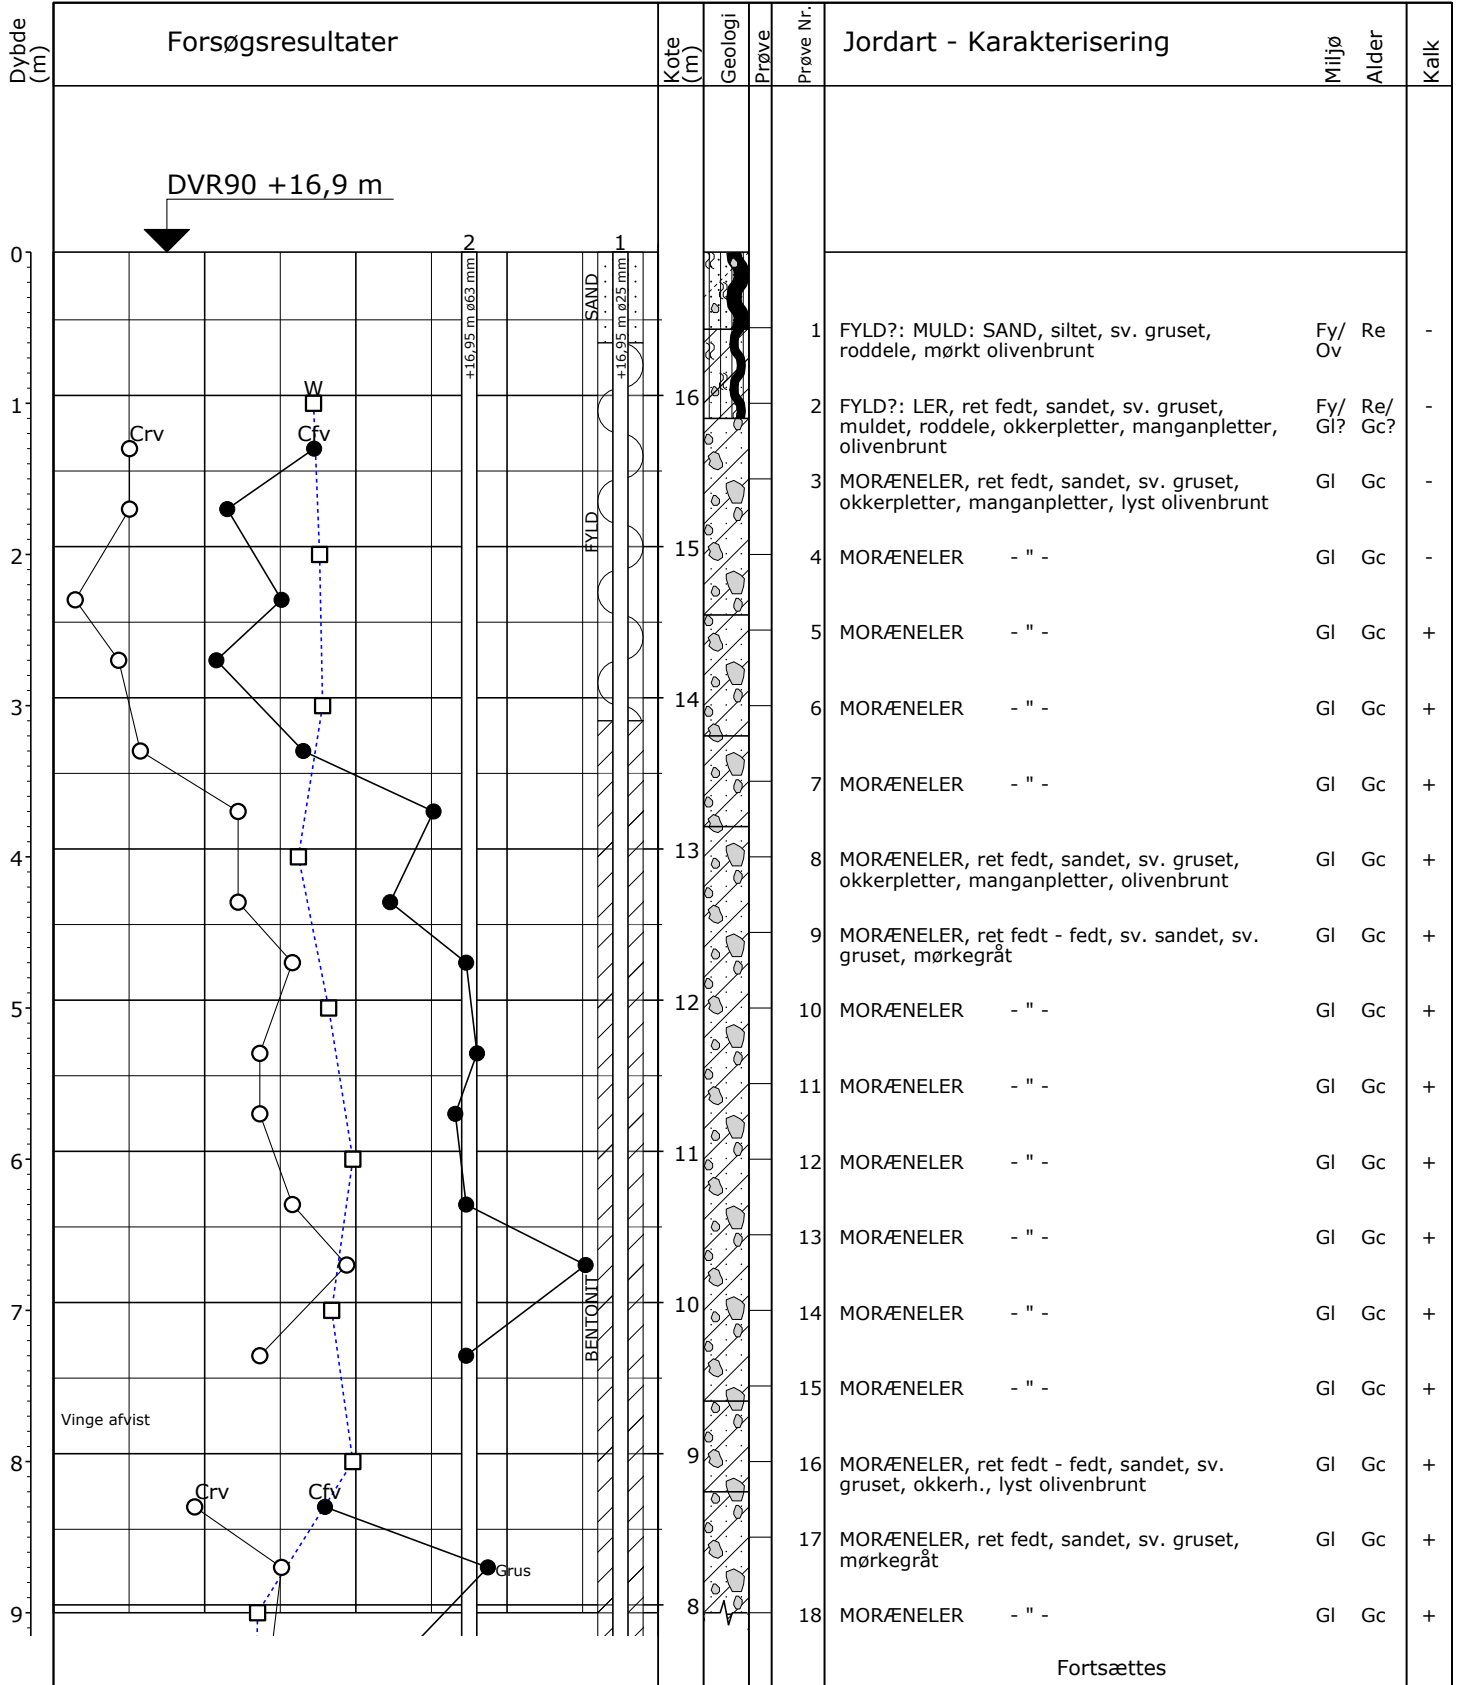 Dybde (m)
Forsøgsresultater
Kote (m)
Geologi
Prøve
Prøve Nr.
Jordart - Karakterisering
Miljø
Alder
Kalk
DVR90 +16,9 m
2
1
0
+16,95 m ø63 mm
SAND
+16,95 m ø25 mm
1 FYLD?: MULD: SAND, siltet, sv. gruset, Fy/ Re -
roddele, mørkt olivenbrunt Ov
W
16
1
2 FYLD?: LER, ret fedt, sandet, sv. gruset, Fy/ Re/ -
muldet, roddele, okkerpletter, manganpletter, Gl? Gc?
olivenbrunt
Crv
Cfv
3 MORÆNELER, ret fedt, sandet, sv. gruset, Gl Gc -
okkerpletter, manganpletter, lyst olivenbrunt
FYLD
15
2
4 MORÆNELER - " - Gl Gc -
5 MORÆNELER - " - Gl Gc +
14
3
6 MORÆNELER - " - Gl Gc +
7 MORÆNELER - " - Gl Gc +
13
4
8 MORÆNELER, ret fedt, sandet, sv. gruset, Gl Gc +
okkerpletter, manganpletter, olivenbrunt
9 MORÆNELER, ret fedt - fedt, sv. sandet, sv. Gl Gc +
gruset, mørkegråt
12
5
10 MORÆNELER - " - Gl Gc +
11 MORÆNELER - " - Gl Gc +
11
6
12 MORÆNELER - " - Gl Gc +
13 MORÆNELER - " - Gl Gc +
BENTONIT
10
7
14 MORÆNELER - " - Gl Gc +
15 MORÆNELER - " - Gl Gc +
Vinge afvist
9
8
16 MORÆNELER, ret fedt - fedt, sandet, sv. Gl Gc +
gruset, okkerh., lyst olivenbrunt
Crv
Cfv
17 MORÆNELER, ret fedt, sandet, sv. gruset, Gl Gc +
mørkegråt
Grus
8
9
18 MORÆNELER - " - Gl Gc +
Fortsættes